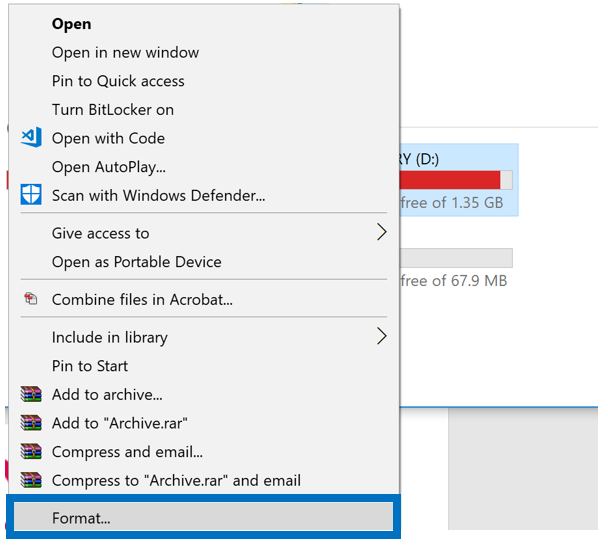 Open
Open in new window
Pin to Quick access
Turn BitLocker on
Open with Code
Open AutoPlay...
Scan with Windows Defender...
Give access to
Open as Portable Device
Combine files in Acrobat...
Include in library
Pin to Start
Add to archive...
Add to "Archive.rar"
Compress and email...
Compress to "Archive.rar" and email
Format...
(D:)
free of 1.35 GB
free of 67.9 MB